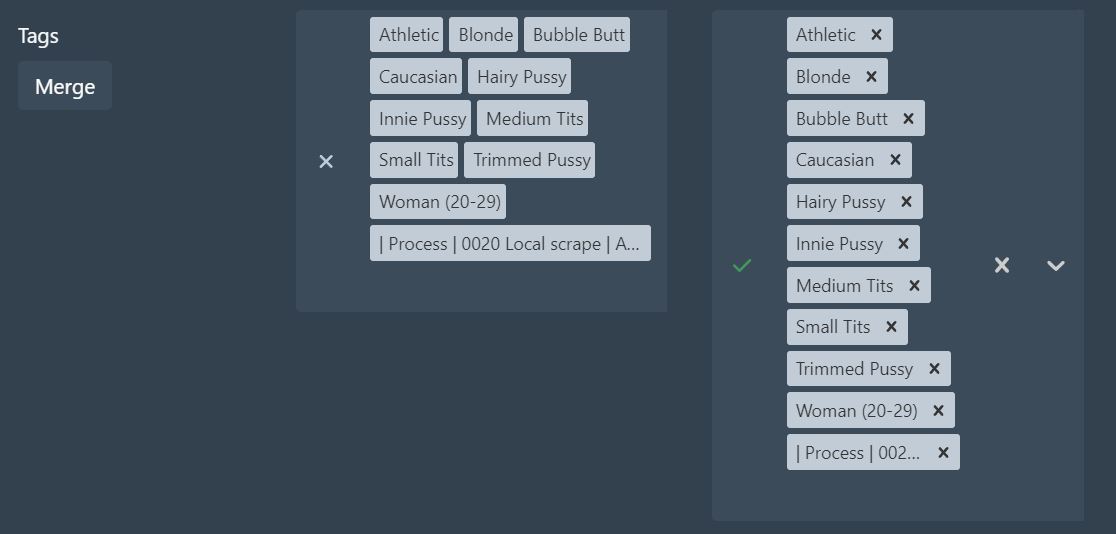 Tags
Merge
Athletic Blonde Bubble Butt
Caucasian Hairy Pussy
Innie Pussy Medium Tits
Small Tits Trimmed Pussy
Woman (20-29)
| Process | 0020 Local scrape | A...
Athletic
Blonde
Bubble Butt
Caucasian
Hairy Pussy
Innie Pussy
Medium Tits
Small Tits
Trimmed Pussy
Woman (20-29)
| Process | 002...